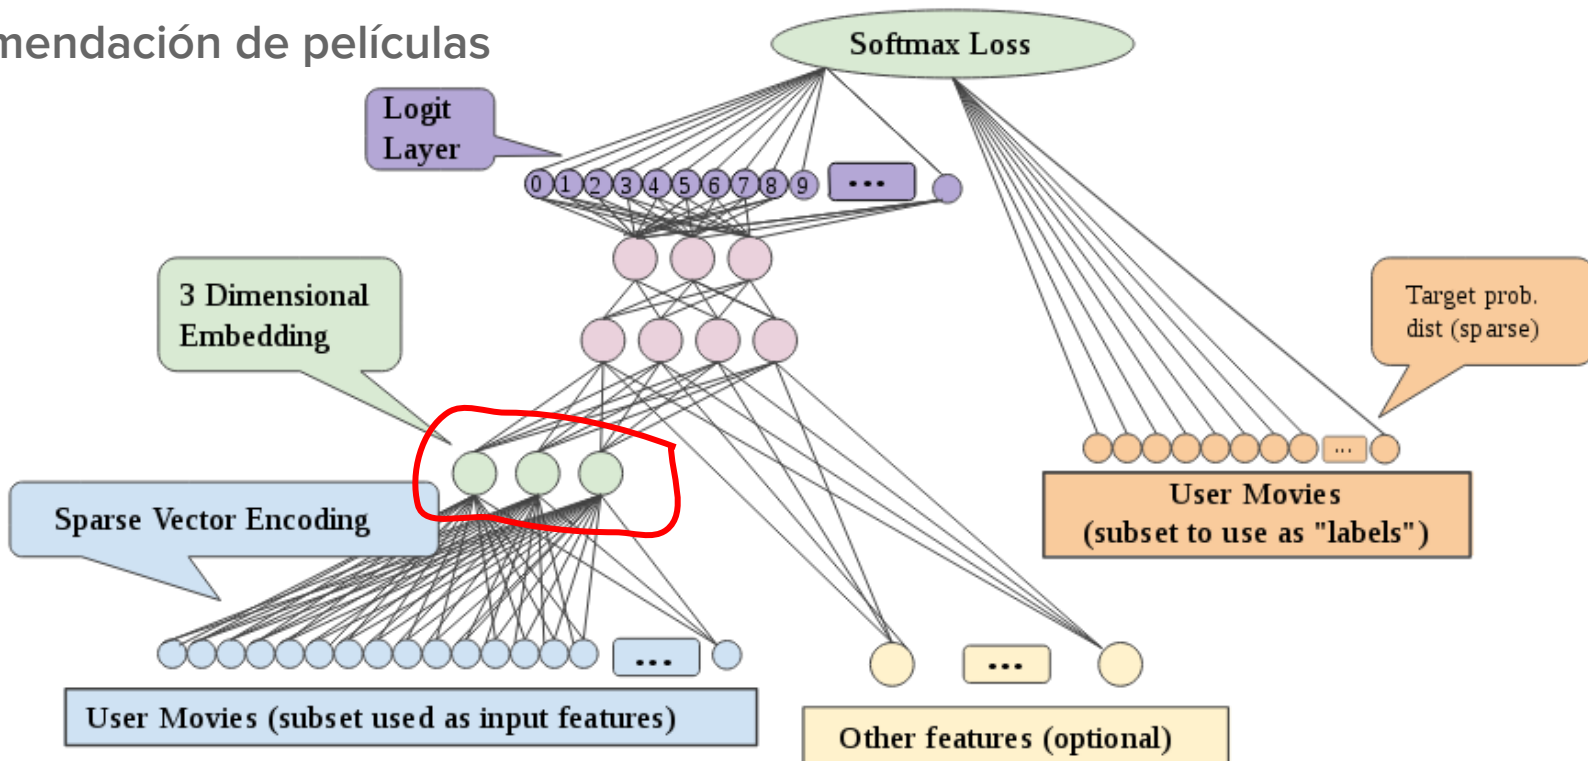 mendación de películas
Softmax Loss
Logit
Layer
0 1 2 3 4 5 6 7 8 9 ...
3 Dimensional
Embedding
Target prob.
dist (sparse)
...
User Movies
(subset to use as "labels")
Sparse Vector Encoding
...
...
User Movies (subset used as input features)
Other features (optional)